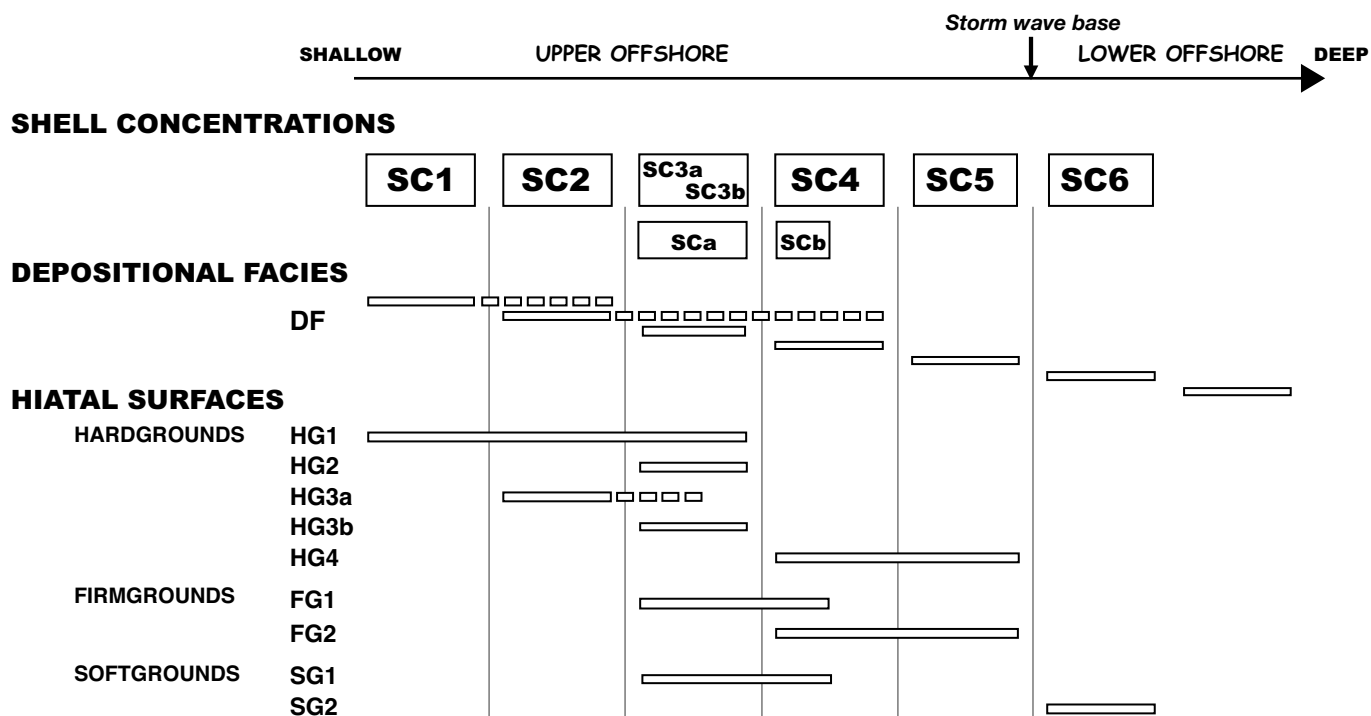 Storm wave base
SHALLOW UPPER OFFSHORE LOWER OFFSHORE DEEP
SHELL CONCENTRATIONS
SC1 SC2 SC3a SC4 SC5 SC6
SC3b
SCa SCb
DEPOSITIONAL FACIES
DF
HIATAL SURFACES
HARDGROUNDS HG1
HG2
HG3a
HG3b
HG4
FIRMGROUNDS FG1
FG2
SOFTGROUNDS SG1
SG2